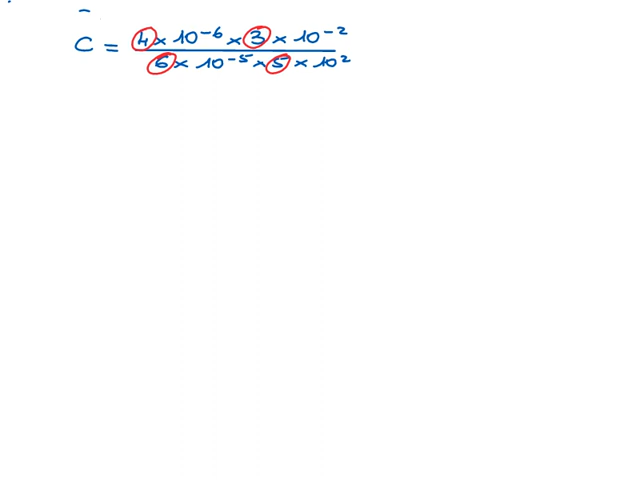 C = 4 × 10⁻⁶ × 3 × 10⁻²
6 × 10⁻⁵ × 5 × 10²